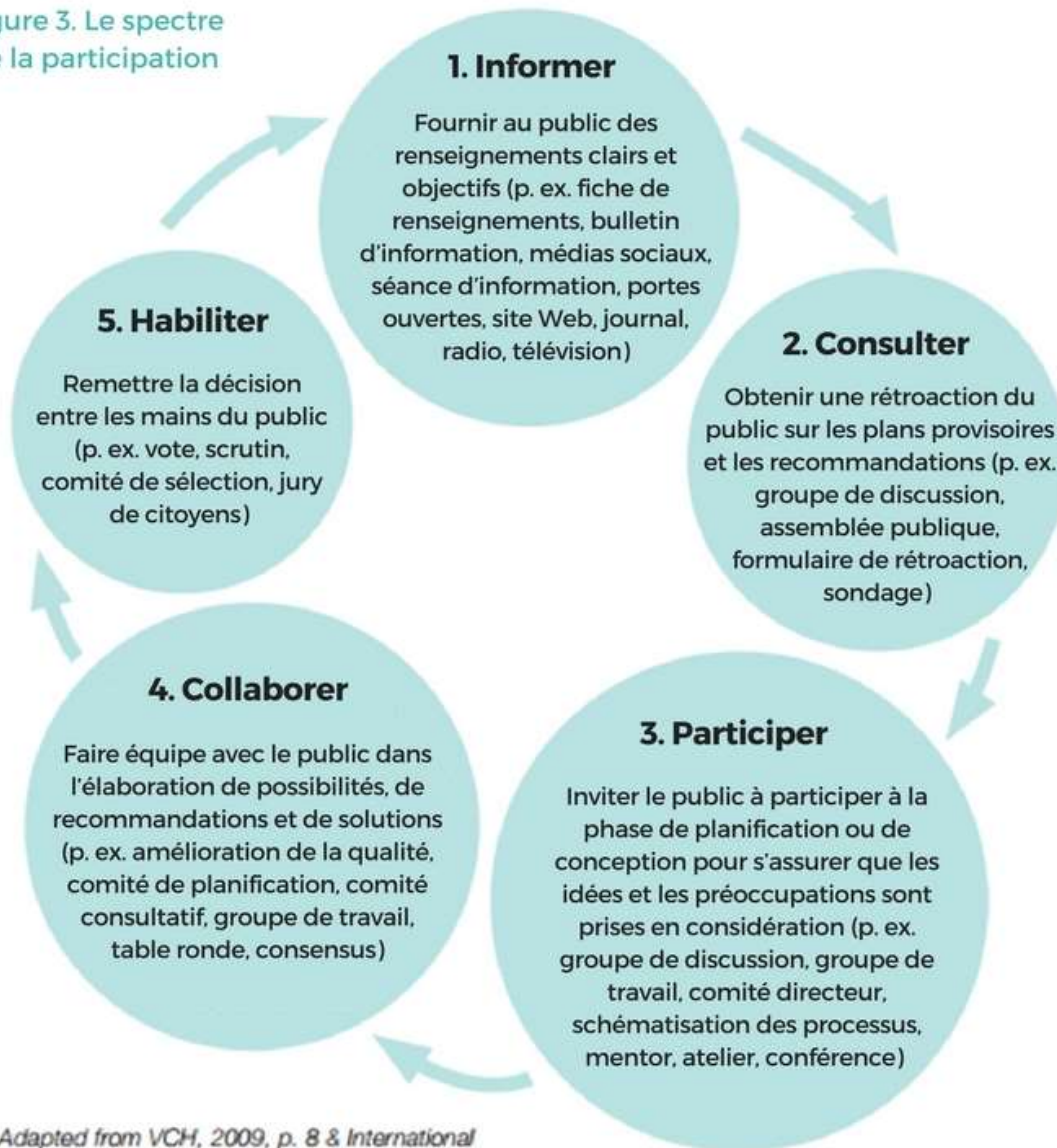 gure 3. Le spectre
la participation
1. Informer
Fournir au public des
renseignements clairs et
objectifs (p. ex. fiche de
renseignements, bulletin
d'information, médias sociaux,
séance d'information, portes
ouvertes, site Web, journal,
radio, télévision)
2. Consulter
Obtenir une rétroaction du
public sur les plans provisoires
et les recommandations (p. ex.
groupe de discussion,
assemblée publique,
formulaire de rétroaction,
sondage)
3. Participer
Inviter le public à participer à la
phase de planification ou de
conception pour s'assurer que les
idées et les préoccupations sont
prises en considération (p. ex.
groupe de discussion, groupe de
travail, comité directeur,
schématisation des processus,
mentor, atelier, conférence)
4. Collaborer
Faire équipe avec le public dans
l'élaboration de possibilités, de
recommandations et de solutions
(p. ex. amélioration de la qualité,
comité de planification, comité
consultatif, groupe de travail,
table ronde, consensus)
5. Habiliter
Remettre la décision
entre les mains du public
(p. ex. vote, scrutin,
comité de sélection, jury
de citoyens)
Adapted from VCH, 2009, p. 8 & International